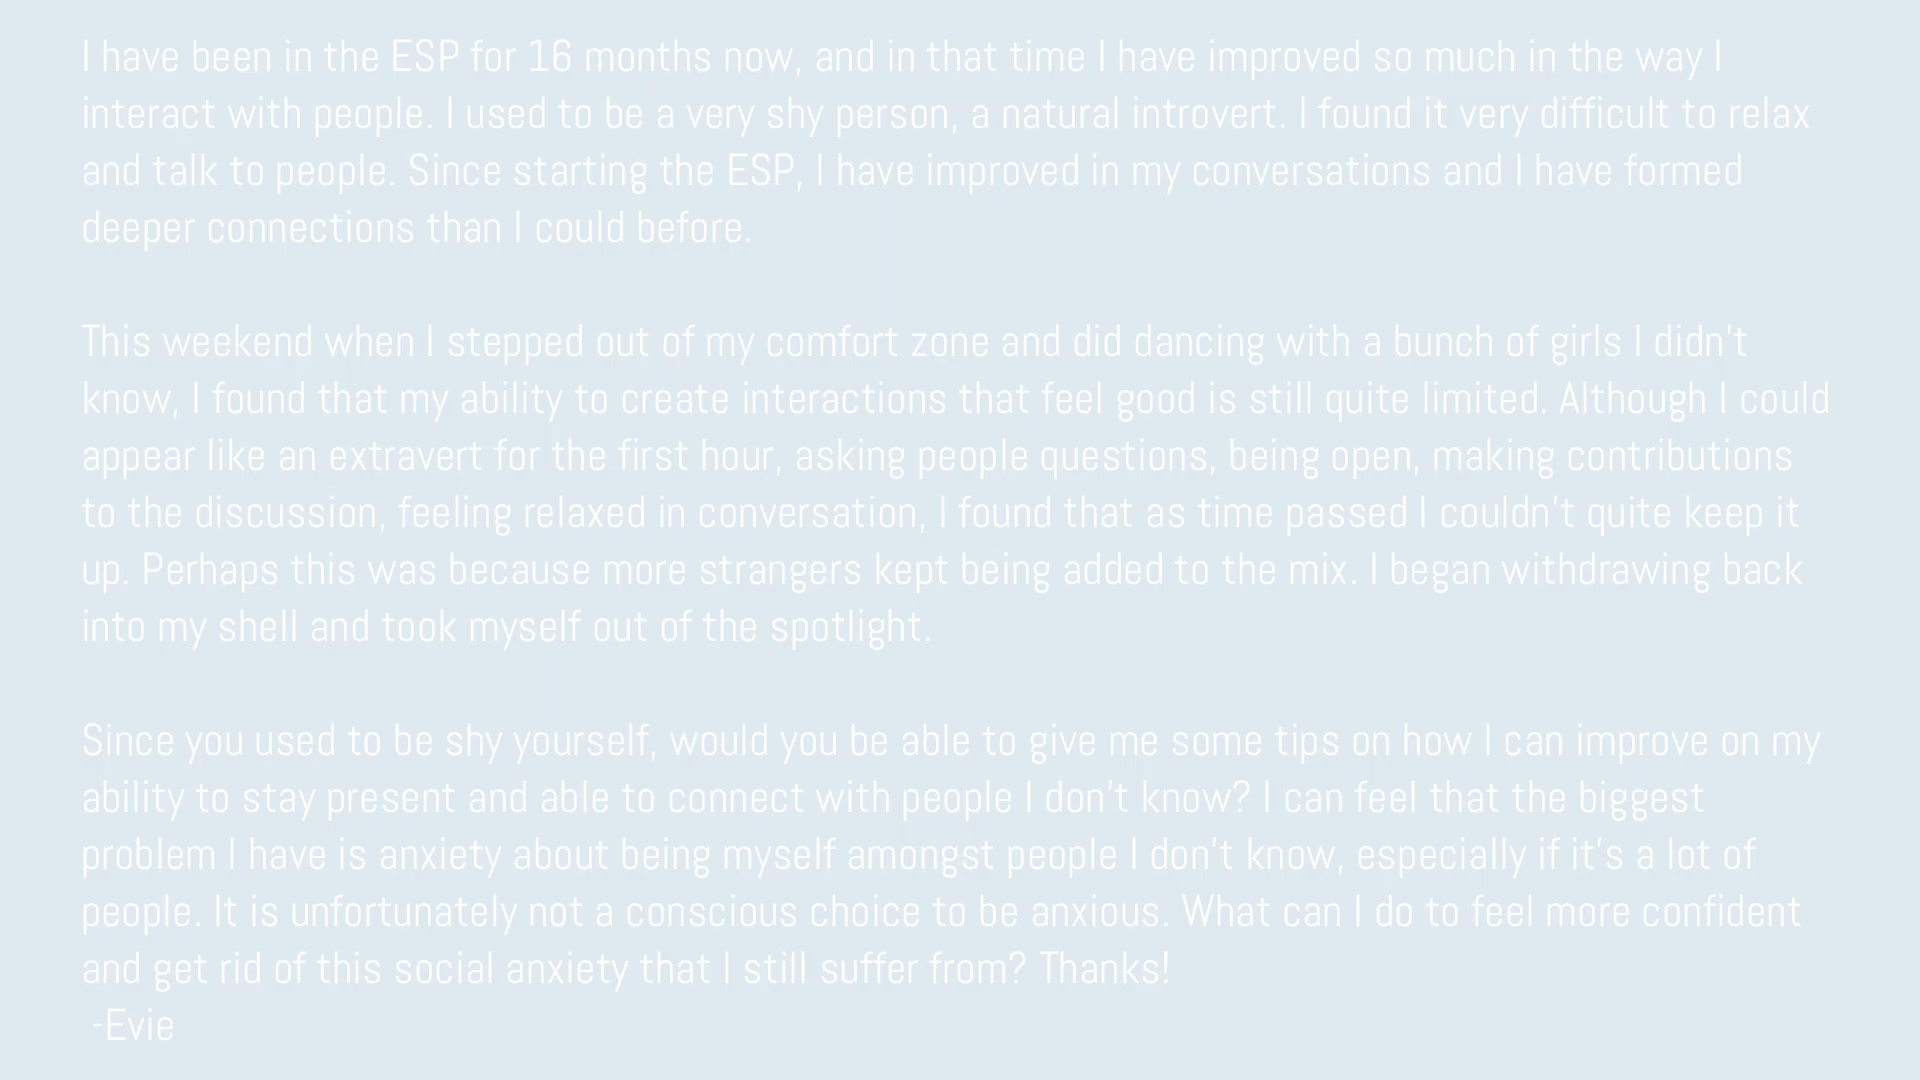 I have been in the ESP for 16 months now, and in that time I have improved so much in the way I
interact with people. I used to be a very shy person, a natural introvert. I found it very difficult to relax
and talk to people. Since starting the ESP, I have improved in my conversations and I have formed
deeper connections than I could before.
This weekend when I stepped out of my comfort zone and did dancing with a bunch of girls I didn't
know, I found that my ability to create interactions that feel good is still quite limited. Although I could
appear like an extravert for the first hour, asking people questions, being open, making contributions
to the discussion, feeling relaxed in conversation, I found that as time passed I couldn't quite keep it
up. Perhaps this was because more strangers kept being added to the mix. I began withdrawing back
into my shell and took myself out of the spotlight.
Since you used to be shy yourself, would you be able to give me some tips on how I can improve on my
ability to stay present and able to connect with people I don't know? I can feel that the biggest
problem I have is anxiety about being myself amongst people I don't know, especially if it's a lot of
people. It is unfortunately not a conscious choice to be anxious. What can I do to feel more confident
and get rid of this social anxiety that I still suffer from? Thanks!
-Evie